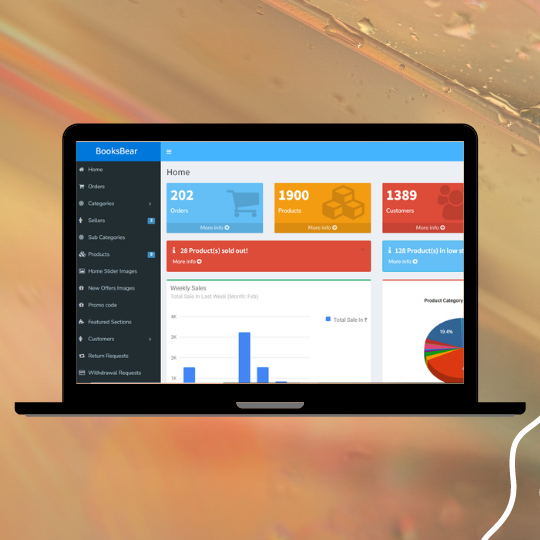 BooksBear
Home
Orders
Categories
Sellers
Sub Categories
Products
Home Slider Images
New Offers Images
Promo code
Featured Sections
Customers
Return Requests
Withdrawal Requests
Home
202
Orders
More info
1900
Products
More info
1389
Customers
More info
28 Product(s) sold out!
More info
128 Product(s) in low st
More info
Weekly Sales
Total Sale In Last Week (Month: Feb)
4K
3K
2K
1K
Total Sale In ₹
Product Category
19.4%